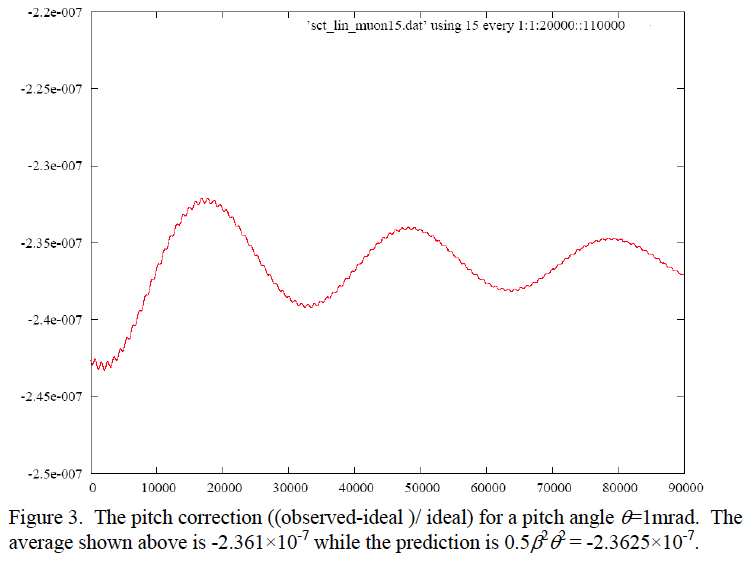 -2.2e-007
'sct_lin_muon15.dat' using 15 every 1:1:20000::110000
-2.25e-007
-2.3e-007
-2.35e-007
-2.4e-007
-2.45e-007
-2.5e-007
0 10000 20000 30000 40000 50000 60000 70000 80000 90000
Figure 3. The pitch correction ((observed-ideal )/ ideal) for a pitch angle θ=1mrad. The
average shown above is -2.361×10⁻⁷ while the prediction is 0.5β²θ² = -2.3625×10⁻⁷.